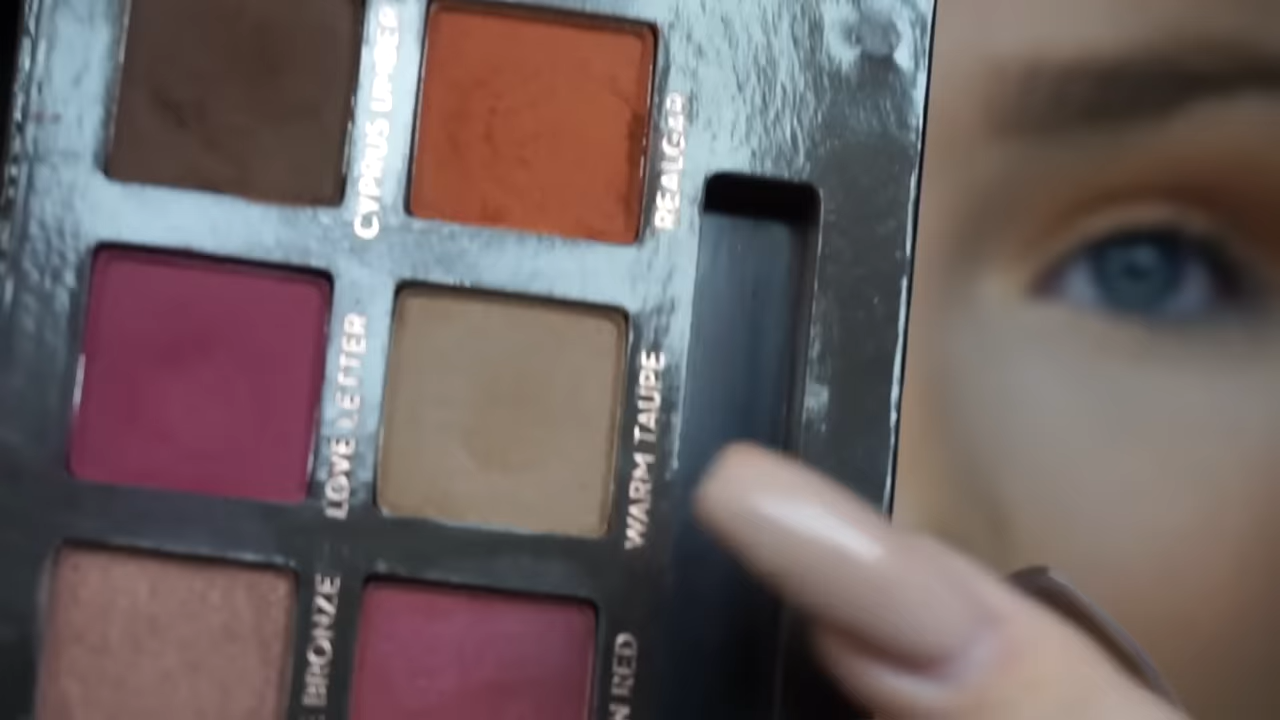 CYPRUS UMBER
REALGAR
LOVE LETTER
WARM TAUPE
BRONZE
RED